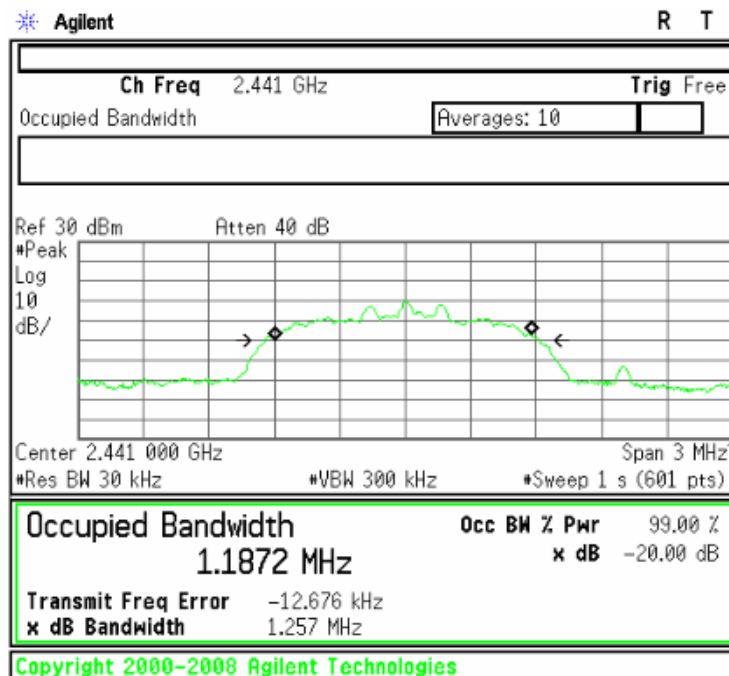 Agilent R T
Ch Freq 2.441 GHz Trig Free
Occupied Bandwidth Averages: 10
Ref 30 dBm Atten 40 dB
#Peak
Log
10
dB/
Center 2.441 000 GHz Span 3 MHz
#Res BW 30 kHz #VBW 300 kHz #Sweep 1 s (601 pts)
Occupied Bandwidth Occ BW % Pwr 99.00 %
1.1872 MHz x dB -20.00 dB
Transmit Freq Error -12.676 kHz
x dB Bandwidth 1.257 MHz
Copyright 2000-2008 Agilent Technologies